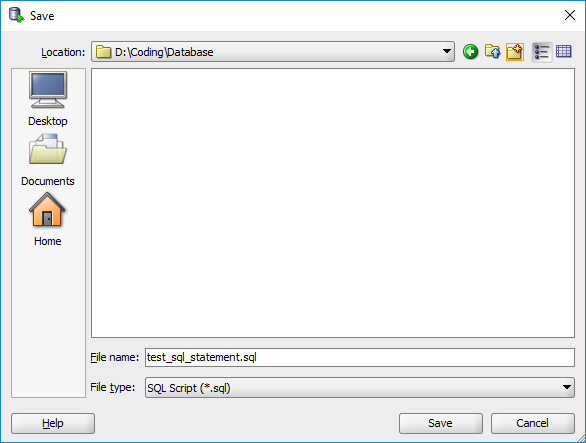 Save
Location: D:\Coding\Database
Desktop
Documents
Home
File name: test_sql_statement.sql
File type: SQL Script (*.sql)
Help Save Cancel